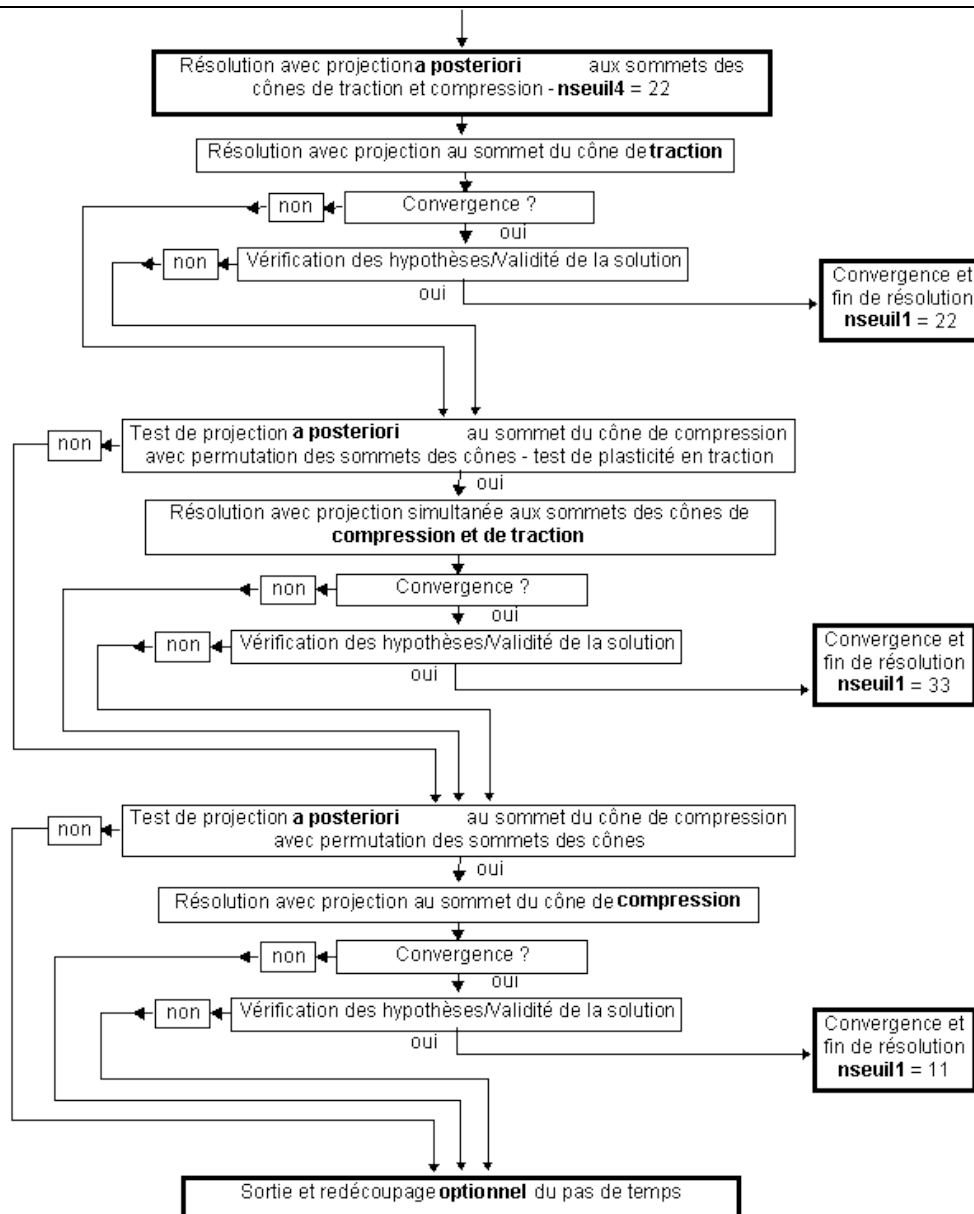 Résolution avec projection a posteriori aux sommets des
cônes de traction et compression - nseuil4 = 22
Résolution avec projection au sommet du cône de traction
non
Convergence ?
oui
non
Vérification des hypothèses/Validité de la solution
oui
Convergence et
fin de résolution
nseuil1 = 22
non
Test de projection a posteriori au sommet du cône de compression
avec permutation des sommets des cônes - test de plasticité en traction
oui
Résolution avec projection simultanée aux sommets des cônes de
compression et de traction
non
Convergence ?
oui
non
Vérification des hypothèses/Validité de la solution
oui
Convergence et
fin de résolution
nseuil1 = 33
non
Test de projection a posteriori au sommet du cône de compression
avec permutation des sommets des cônes
oui
Résolution avec projection au sommet du cône de compression
non
Convergence ?
oui
non
Vérification des hypothèses/Validité de la solution
oui
Convergence et
fin de résolution
nseuil1 = 11
Sortie et redécoupage optionnel du pas de temps